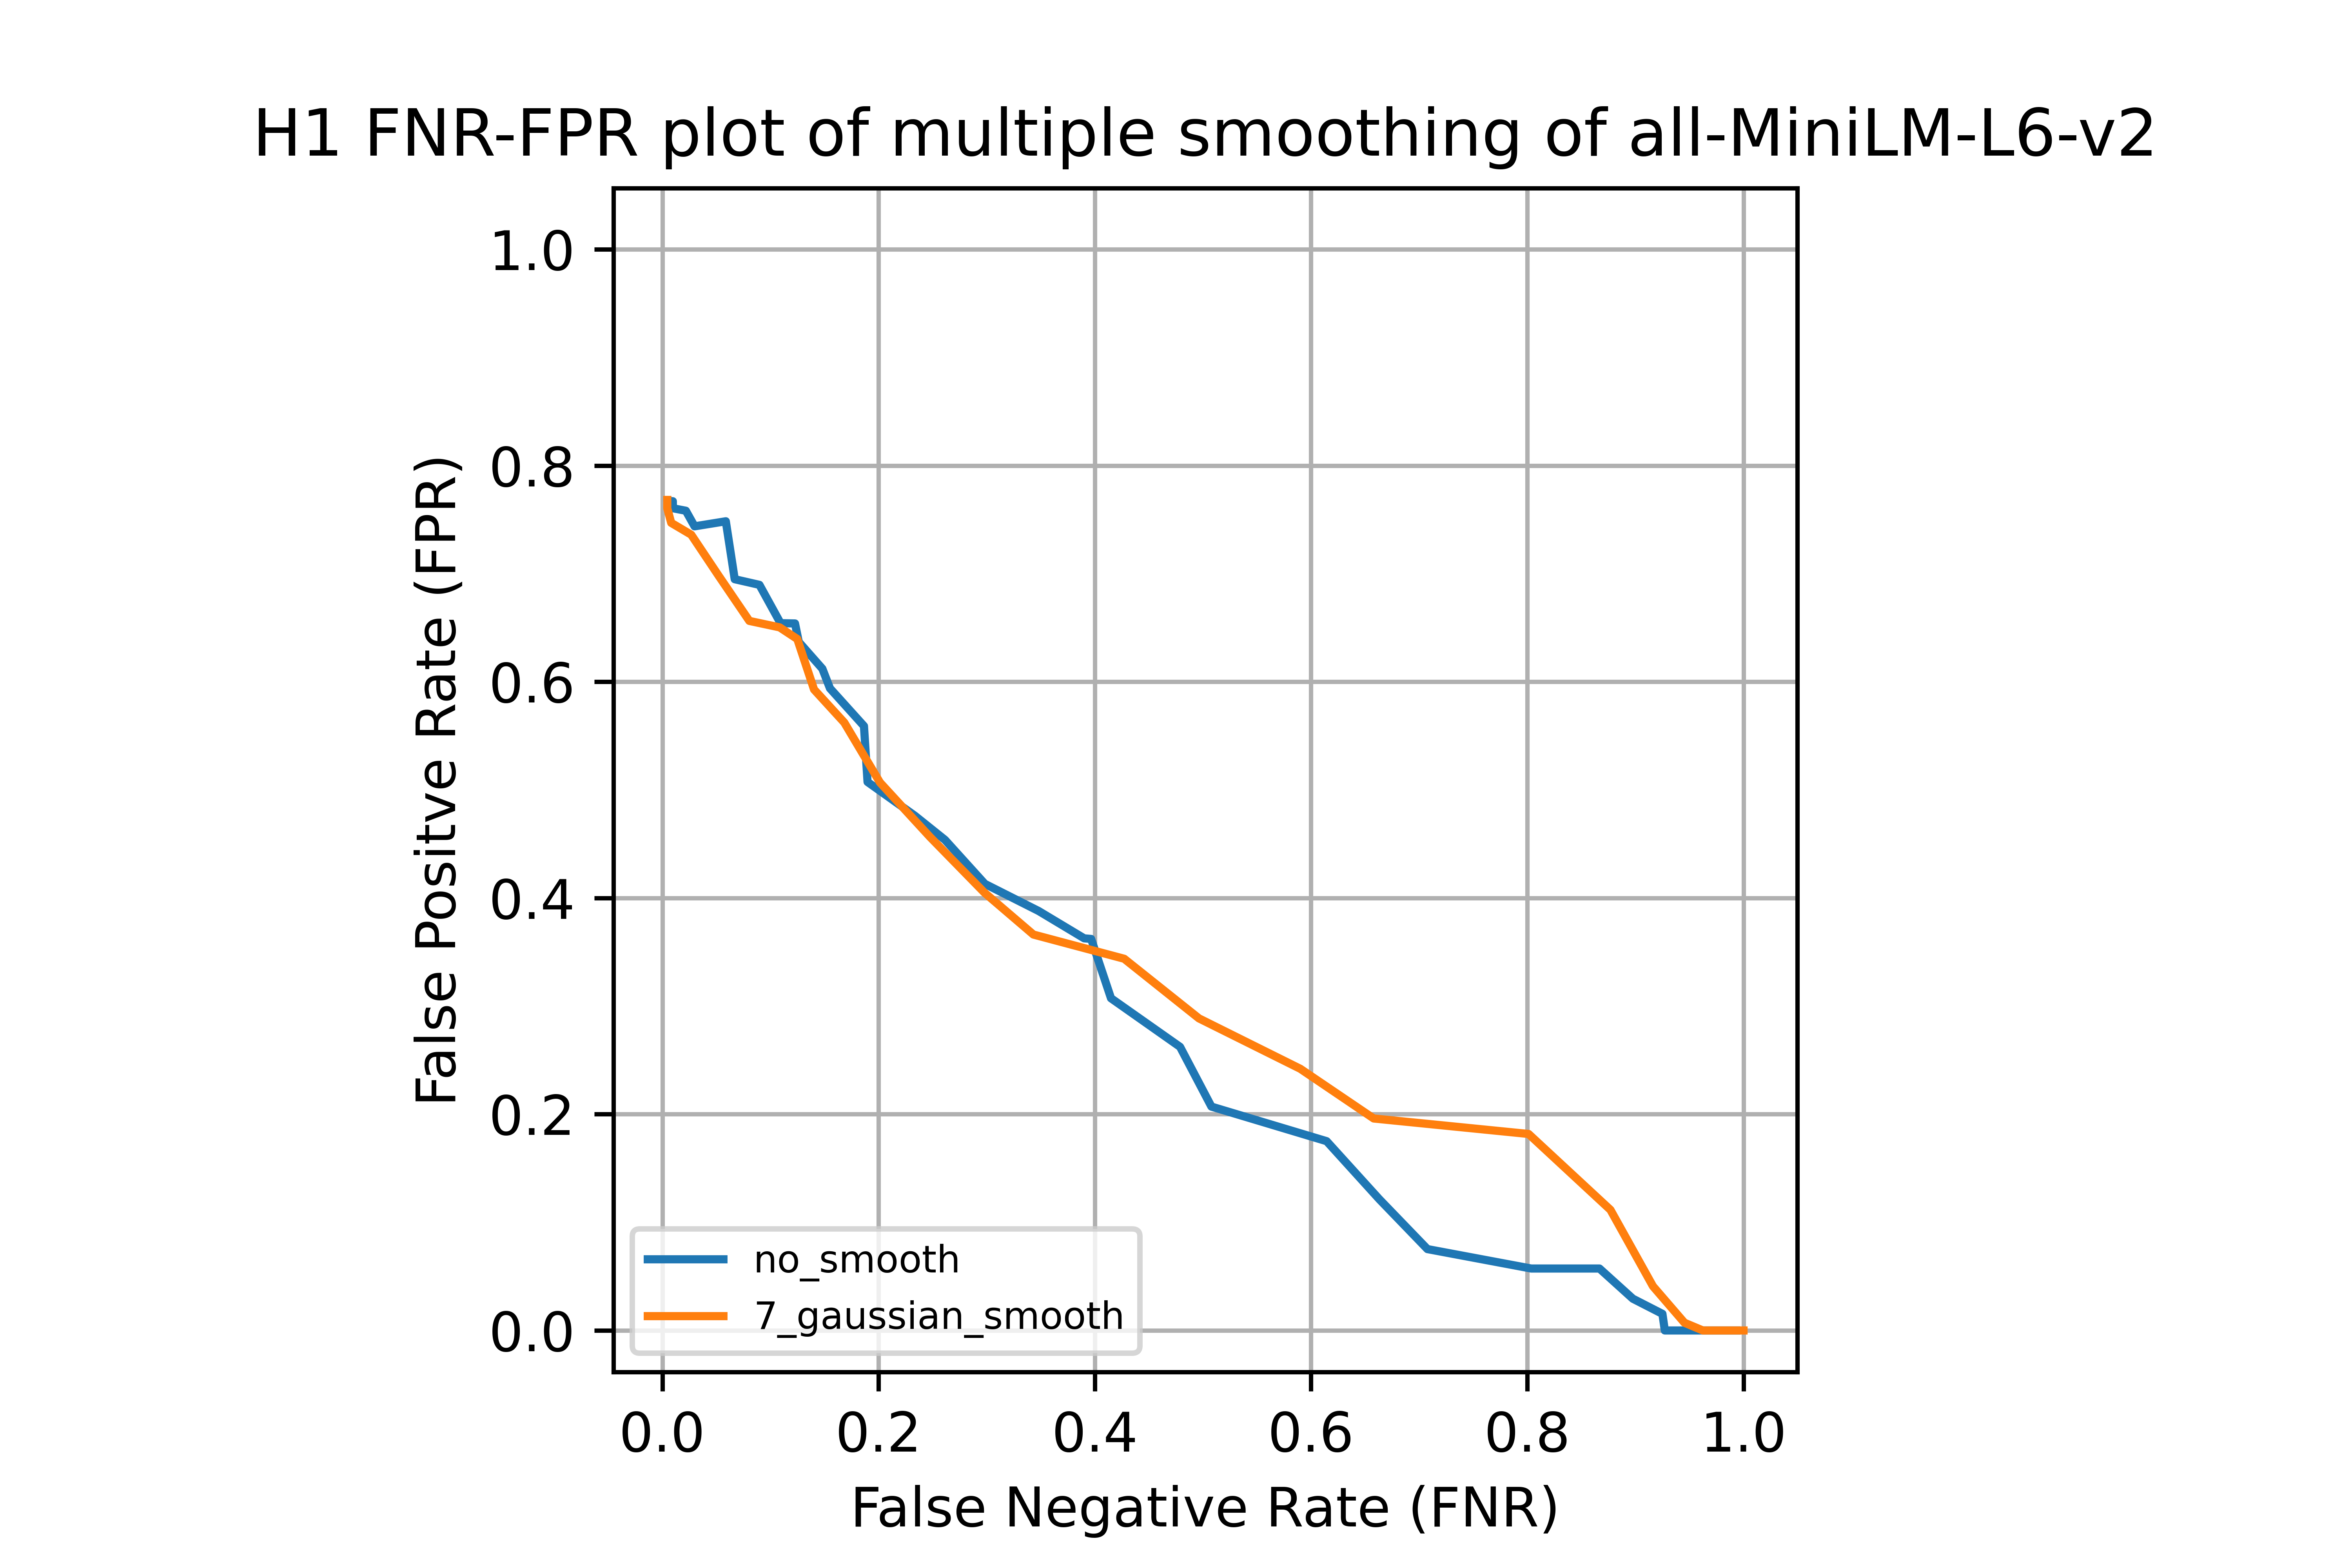 H1 FNR-FPR plot of multiple smoothing of all-MiniLM-L6-v2
False Positve Rate (FPR)
1.0
0.8
0.6
0.4
0.2
0.0
no_smooth
7_gaussian_smooth
0.0 0.2 0.4 0.6 0.8 1.0
False Negative Rate (FNR)